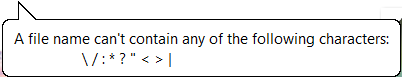 A file name can't contain any of the following characters:
\ / : * ? " < > |